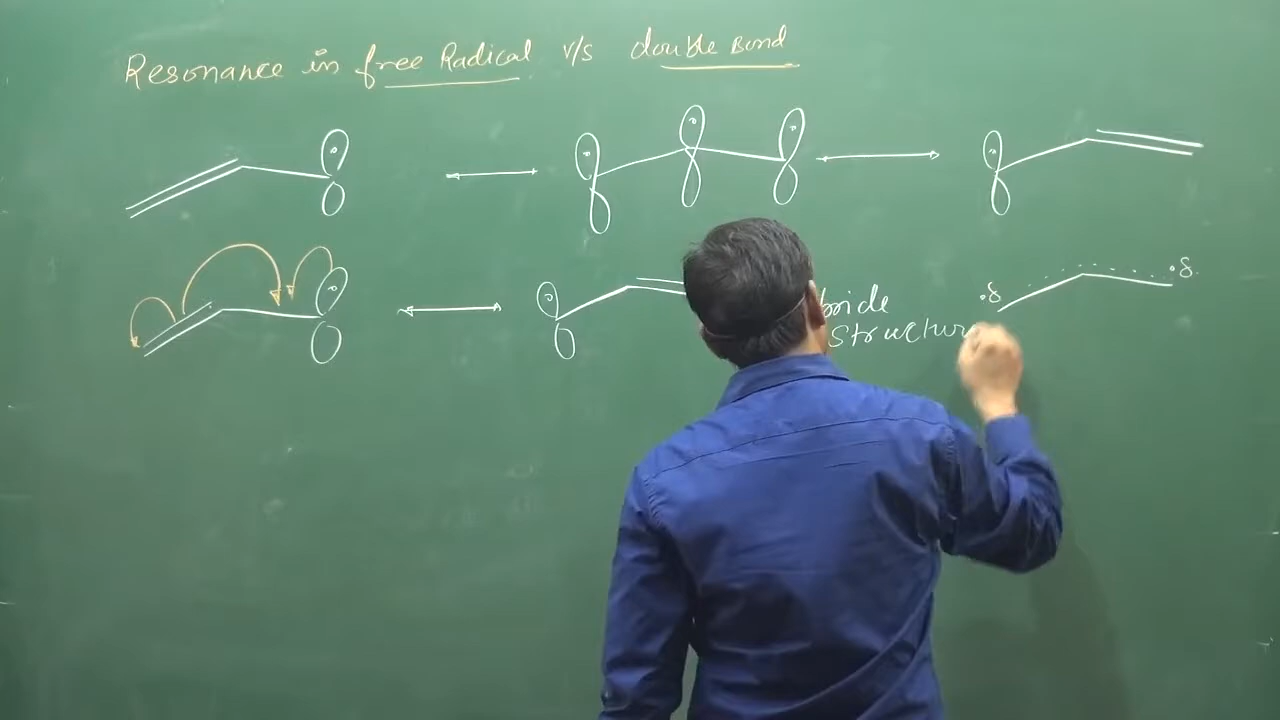 Resonance in free Radical v/s double Bond
·δ
·δ
Structure